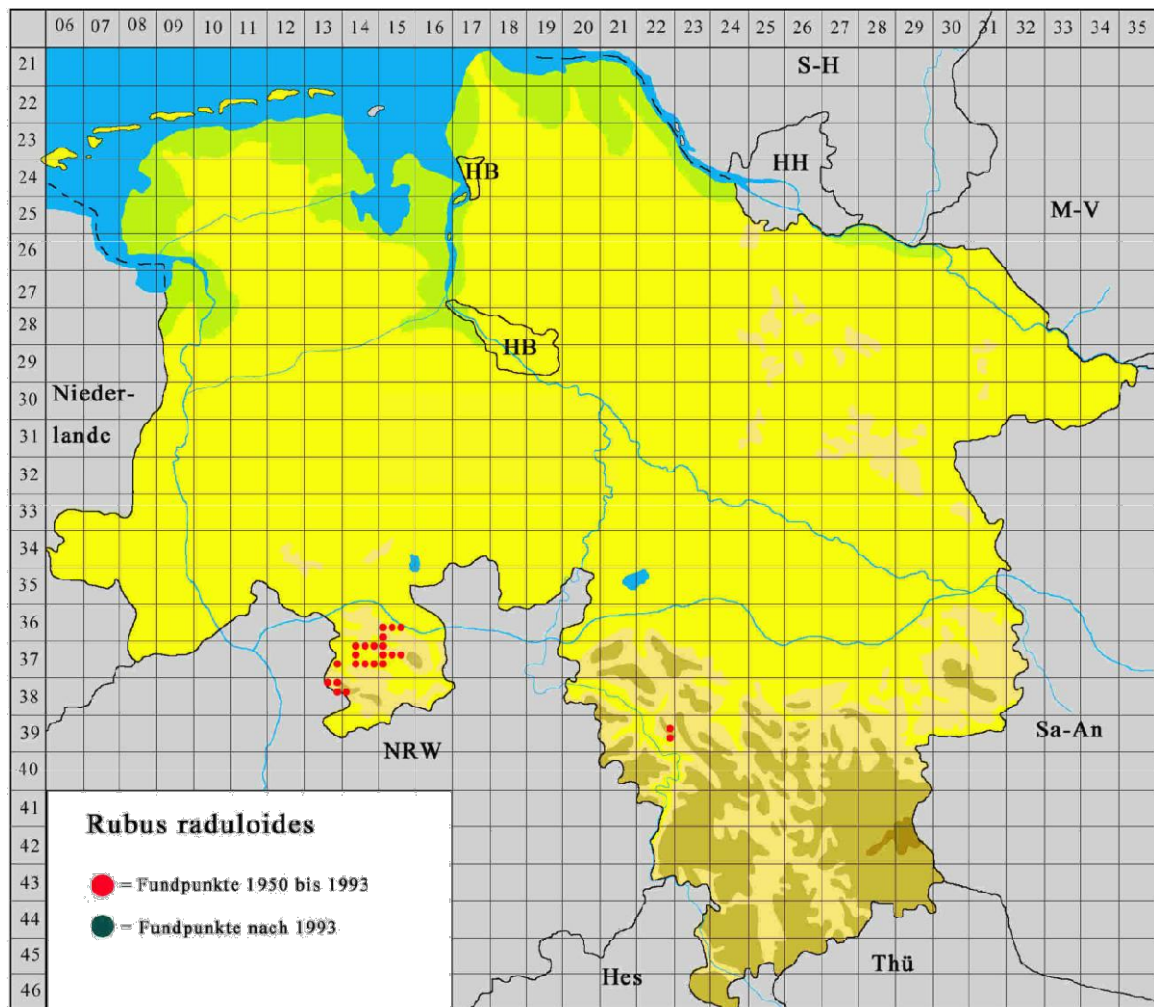 06 07 08 09 10 11 12 13 14 15 16 17 18 19 20 21 22 23 24 25 26 27 28 29 30 31 32 33 34 35
21
S-H
22
23
24
HB
HH
25
M-V
26
27
28
29
HB
30
Nieder-
31
lande
32
33
34
35
36
37
38
39
NRW
Sa-An
40
41
Rubus raduloides
42
43
= Fundpunkte 1950 bis 1993
44
= Fundpunkte nach 1993
45
Hes
Thü
46